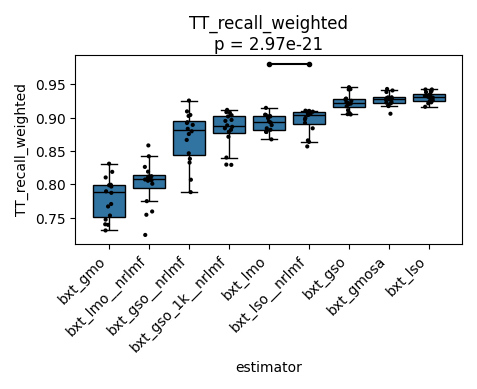 TT_recall_weighted
p = 2.97e-21
TT_recall_weighted
0.95
0.90
0.85
0.80
0.75
bxt_gmo
bxt_lmo__nrlmf
bxt_gso__nrlmf
bxt_gso_1k__nrlmf
bxt_lmo
bxt_lso__nrlmf
bxt_gso
bxt_gmosa
bxt_lso
estimator